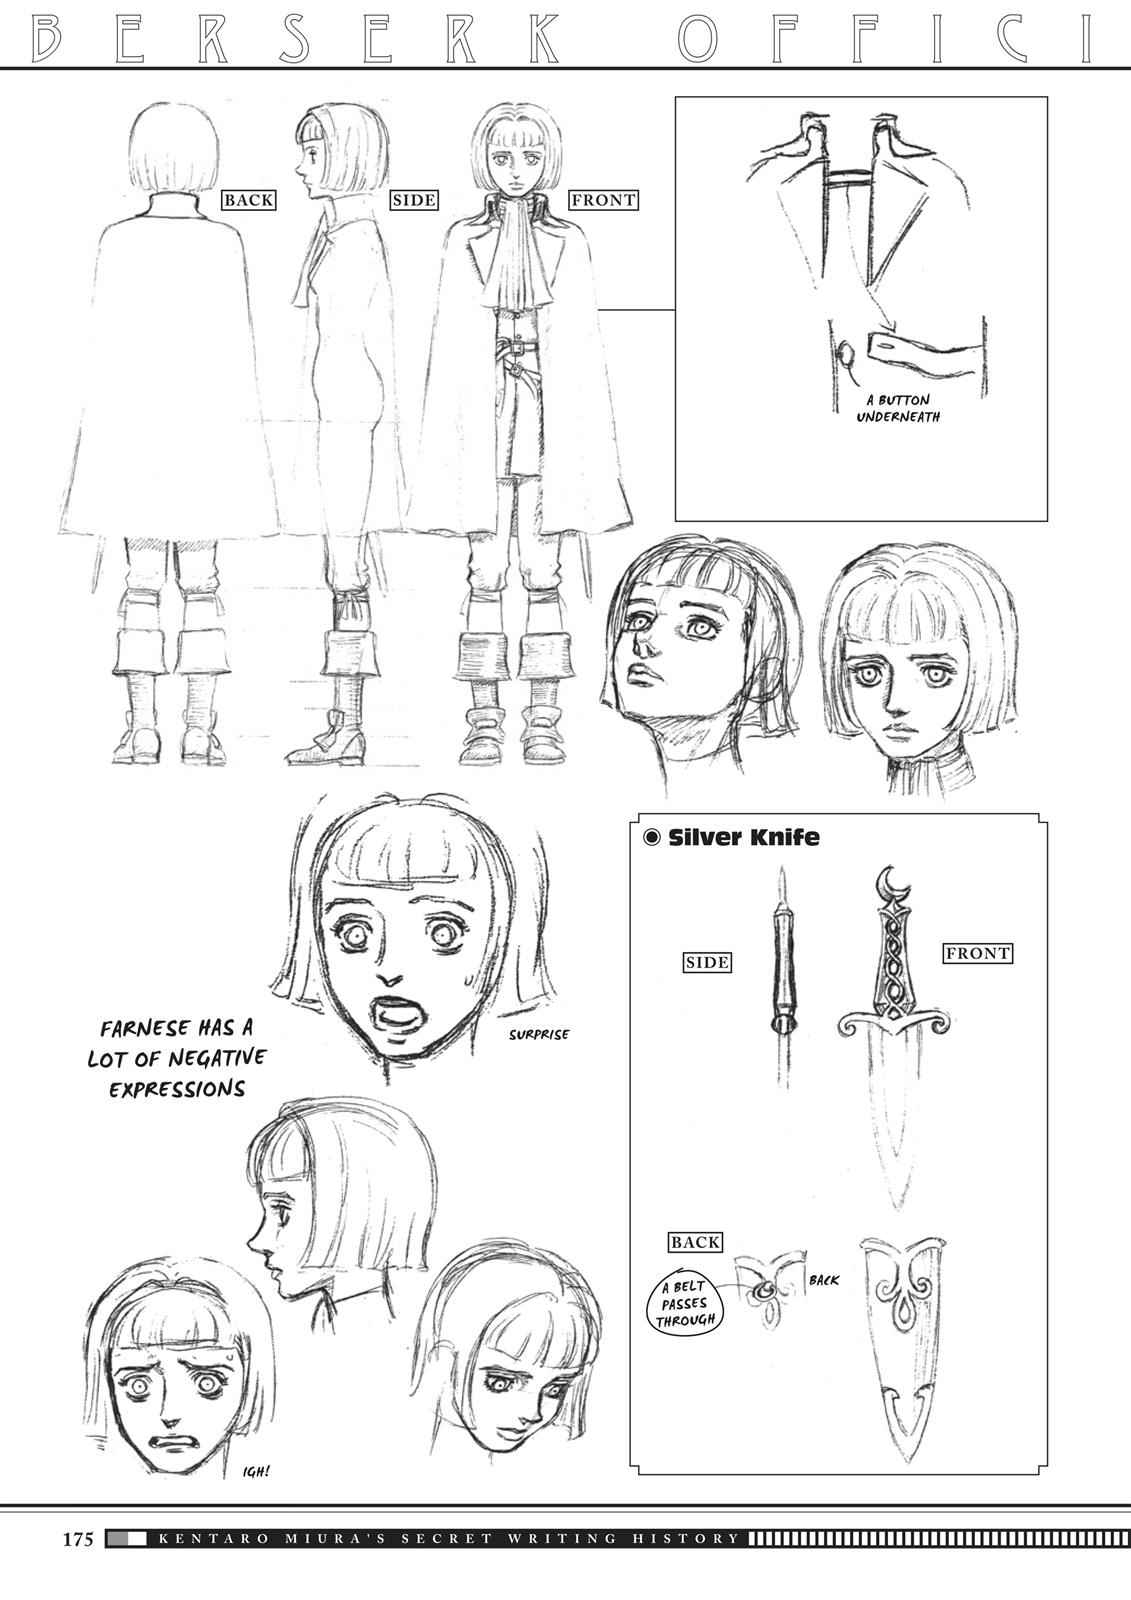 BERSERK OFFICI
BACK
SIDE
FRONT
A BUTTON
UNDERNEATH
FARNESE HAS A
LOT OF NEGATIVE
EXPRESSIONS
SURPRISE
IGH!
Silver Knife
SIDE
FRONT
BACK
A BELT
PASSES
THROUGH
BACK
175
KENTARO MIURA'S SECRET WRITING HISTORY